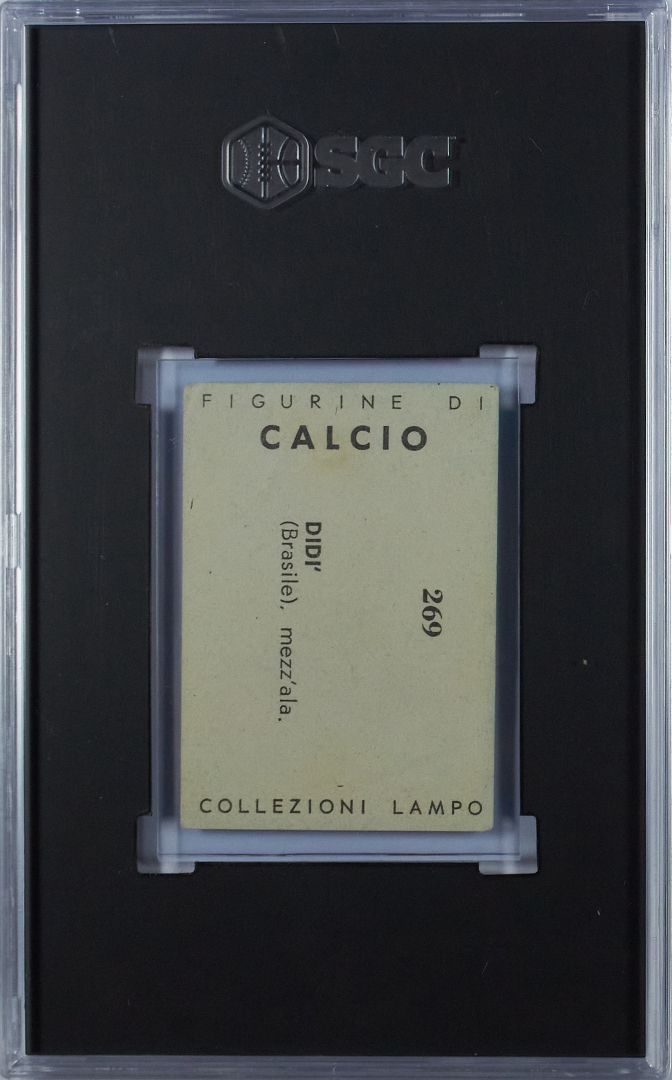 SGC
FIGURINE DI
CALCIO
269
DIDI'
(Brasile), mezz'ala.
COLLEZIONI LAMPO